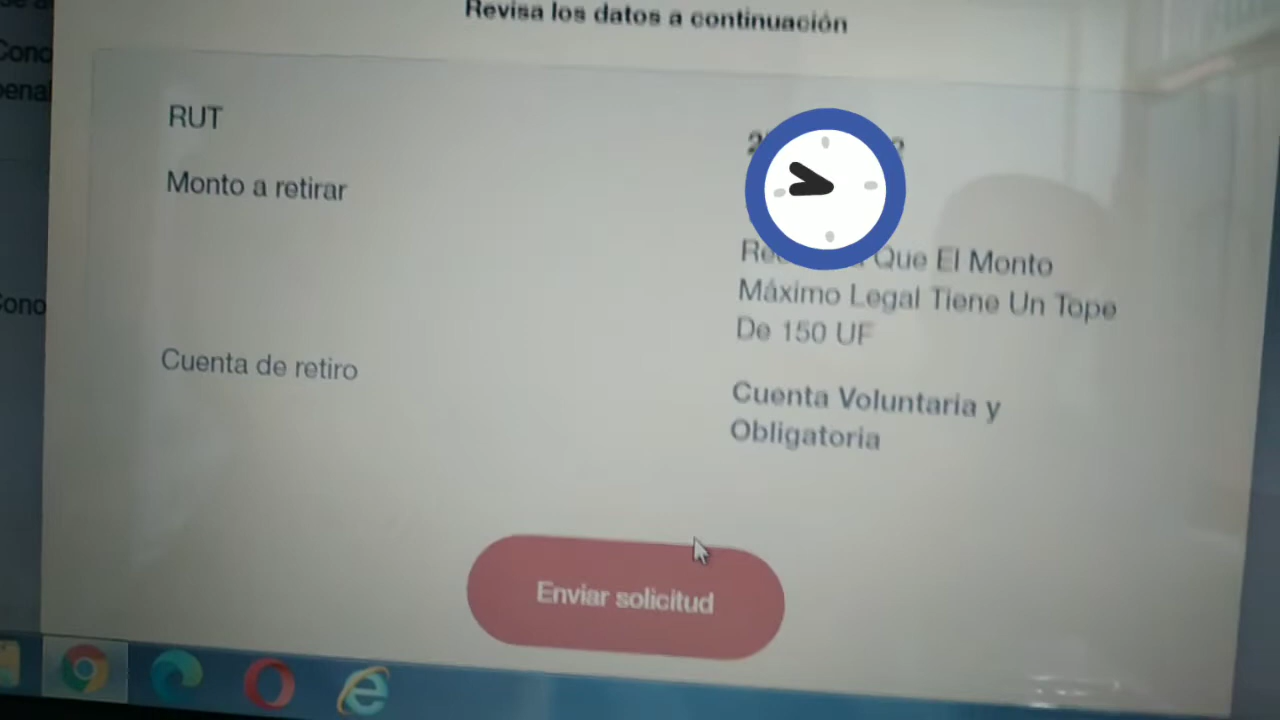 Revisa los datos a continuación
RUT
Monto a retirar
Que El Monto
Máximo Legal Tiene Un Tope
De 150 UF
Cuenta de retiro
Cuenta Voluntaria y
Obligatoria
Enviar solicitud